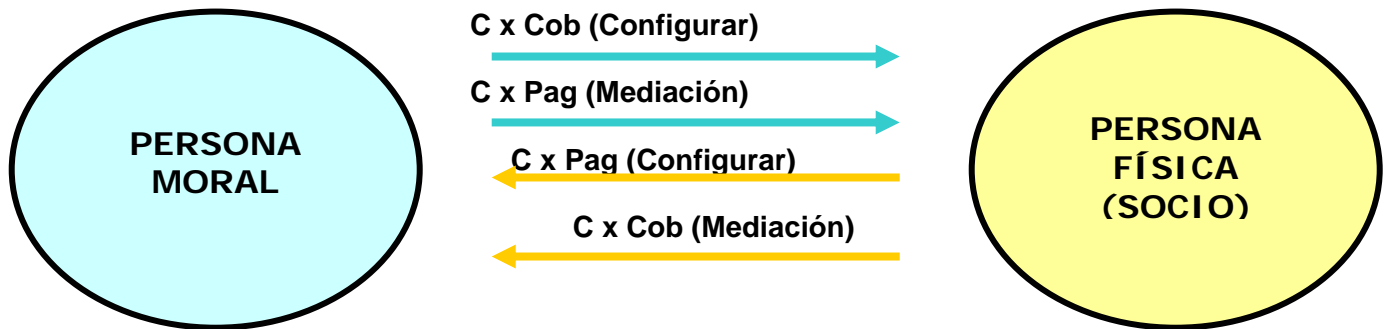 PERSONA
MORAL
C x Cob (Configurar)
C x Pag (Mediación)
C x Pag (Configurar)
C x Cob (Mediación)
PERSONA
FÍSICA
(SOCIO)